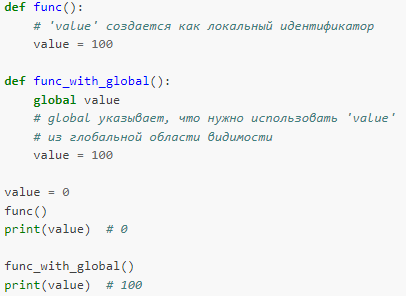 def func():
    # 'value' создается как локальный идентификатор
    value = 100
def func_with_global():
    global value
    # global указывает, что нужно использовать 'value'
    # из глобальной области видимости
    value = 100
value = 0
func()
print(value)  # 0
func_with_global()
print(value)  # 100